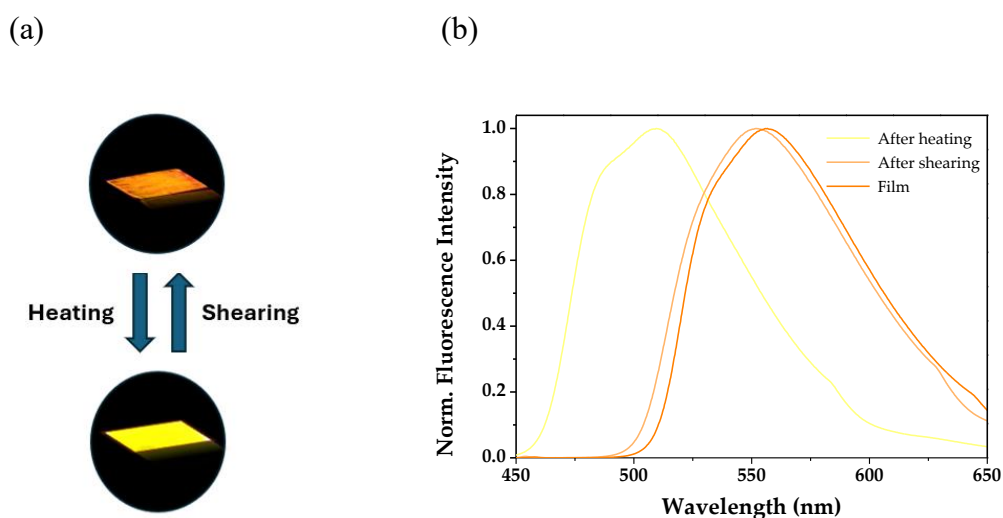 (a)
(b)
Heating
Shearing
Norm. Fluorescence Intensity
1.0
0.8
0.6
0.4
0.2
0.0
After heating
After shearing
Film
450 500 550 600 650
Wavelength (nm)